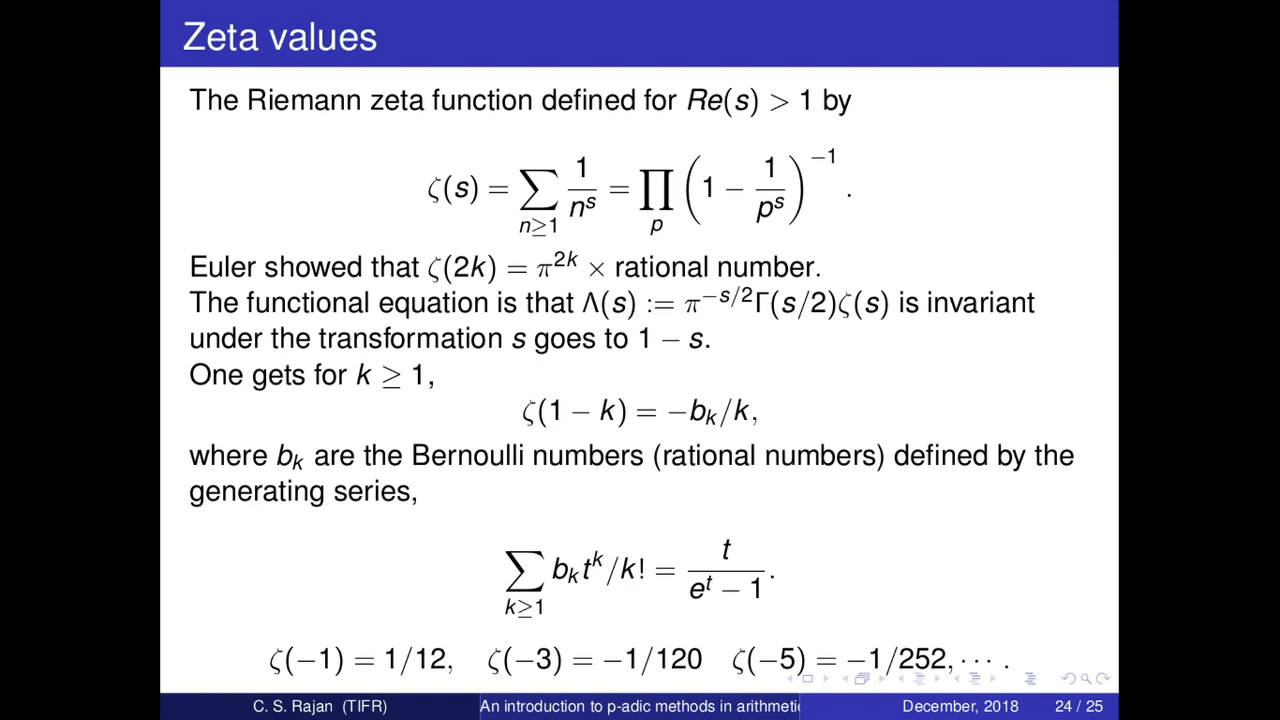 Zeta values
The Riemann zeta function defined for Re(s) > 1 by
ζ(s) = ∑_{n≥1} 1/n^s = ∏_p (1 − 1/p^s)^{−1}.
Euler showed that ζ(2k) = π^{2k} × rational number.
The functional equation is that Λ(s) := π^{−s/2}Γ(s/2)ζ(s) is invariant
under the transformation s goes to 1 − s.
One gets for k ≥ 1,
ζ(1 − k) = −b_k/k,
where b_k are the Bernoulli numbers (rational numbers) defined by the
generating series,
∑_{k≥1} b_k t^k/k! = t/(e^t − 1).
ζ(−1) = 1/12, ζ(−3) = −1/120 ζ(−5) = −1/252, ··· .
C. S. Rajan (TIFR) An introduction to p-adic methods in arithmetic December, 2018 24 / 25